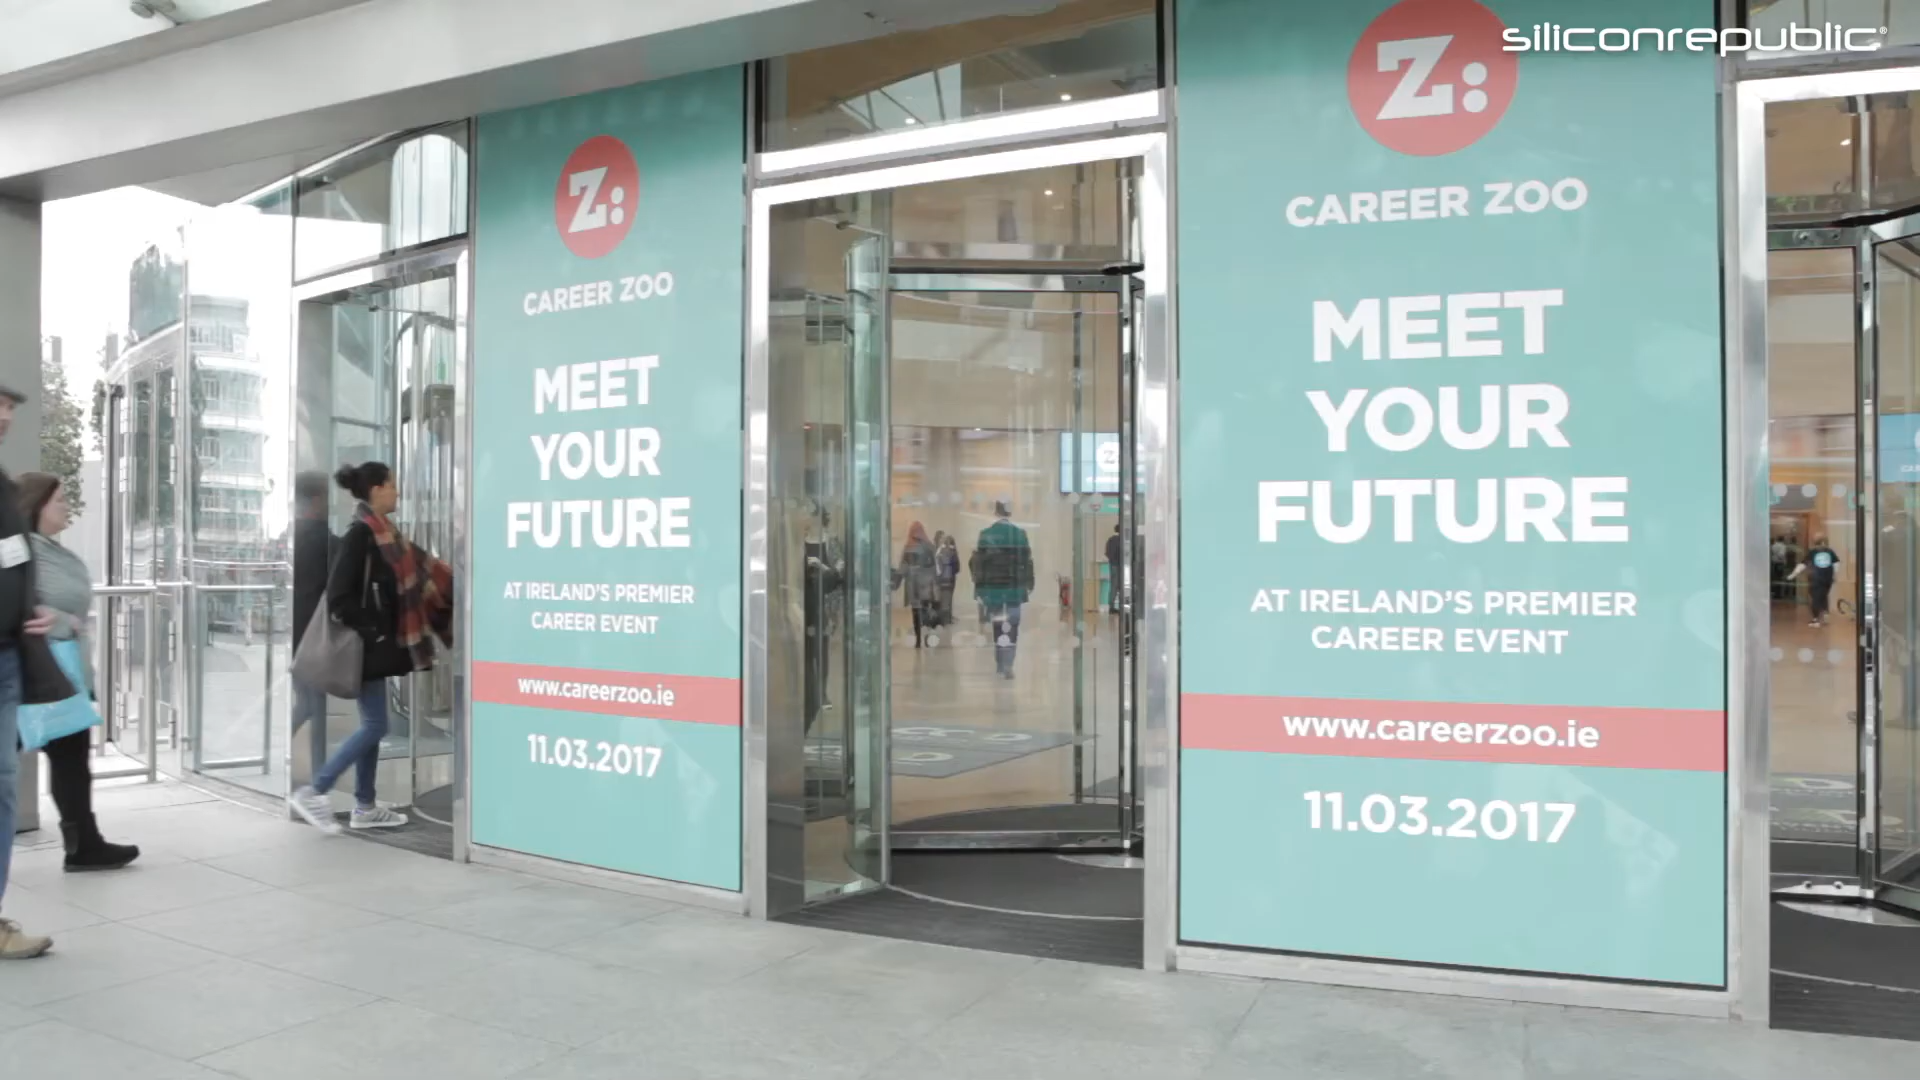 siliconrepublic®
Z:
CAREER ZOO
MEET
YOUR
FUTURE
AT IRELAND'S PREMIER
CAREER EVENT
www.careerzoo.ie
11.03.2017
Z:
CAREER ZOO
MEET
YOUR
FUTURE
AT IRELAND'S PREMIER
CAREER EVENT
www.careerzoo.ie
11.03.2017